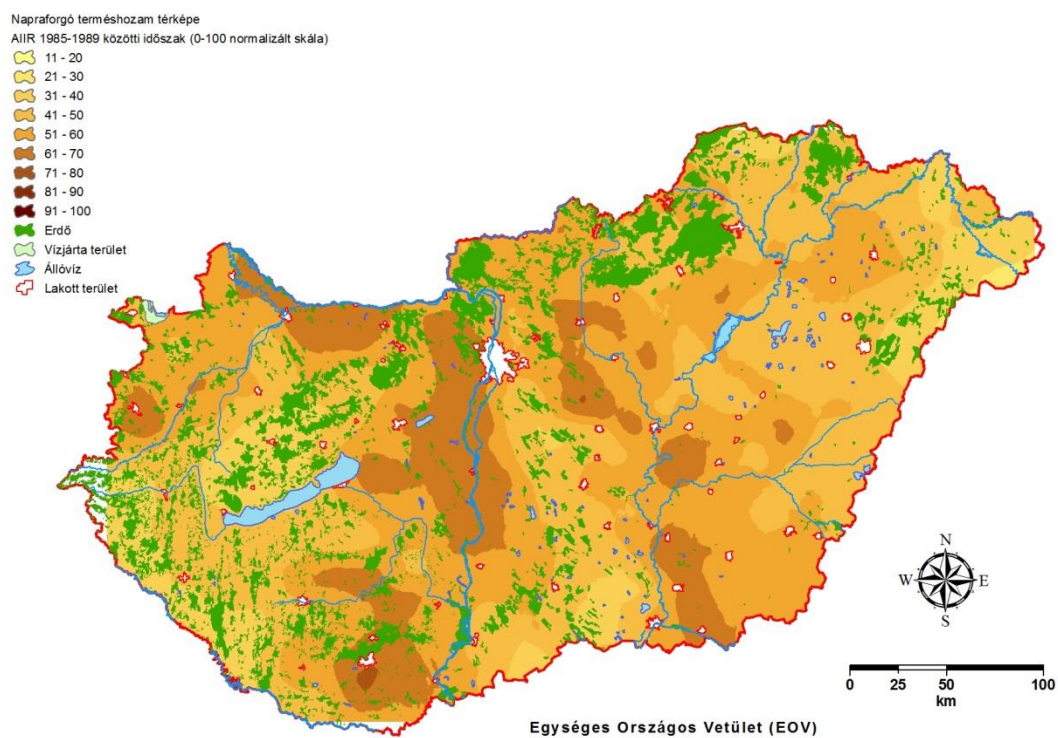 Napraforgó terméshozam térképe
AIIR 1985-1989 közötti időszak (0-100 normalizált skála)
11 - 20
21 - 30
31 - 40
41 - 50
51 - 60
61 - 70
71 - 80
81 - 90
91 - 100
Erdő
Vízjárta terület
Állóvíz
Lakott terület
N
W E
S
0 25 50 100
km
Egységes Országos Vetület (EOV)